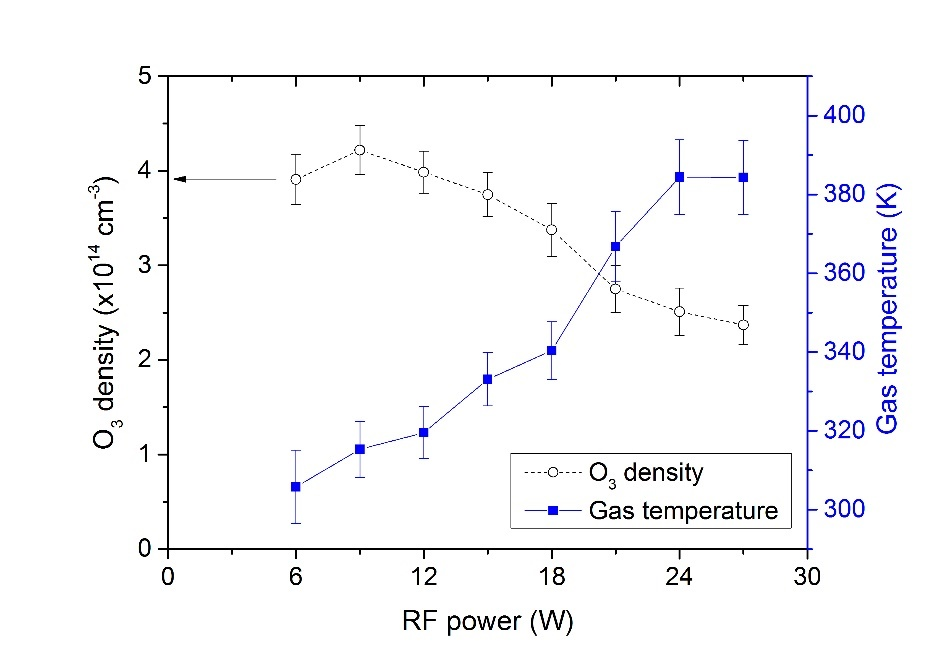 5
4
3
2
1
0
O3 density (x10^14 cm^-3)
400
380
360
340
320
300
Gas temperature (K)
O3 density
Gas temperature
0 6 12 18 24 30
RF power (W)